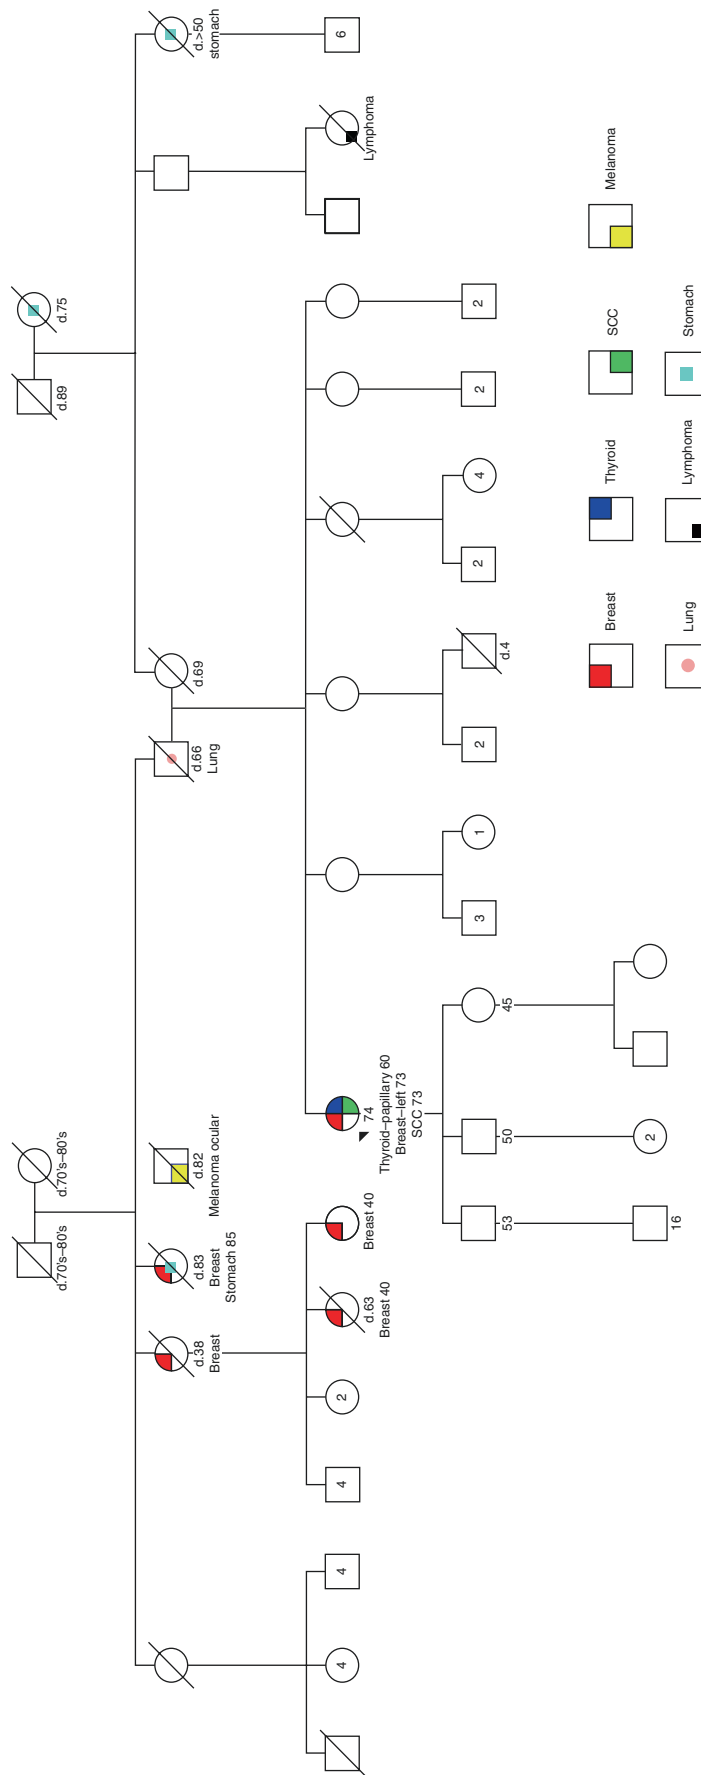 d.70's–80's
d.70's–80's
d.89
d.75
d.38
Breast
d.83
Breast
Stomach 85
d.82
Melanoma ocular
d.66
Lung
d.69
d.>50
stomach
4
4
4
2
d.63
Breast 40
Breast 40
74
Thyroid–papillary 60
Breast–left 73
SCC 73
Lymphoma
6
53
50
45
3
1
2
d.4
2
4
2
2
16
2
Breast
Thyroid
SCC
Melanoma
Lung
Lymphoma
Stomach